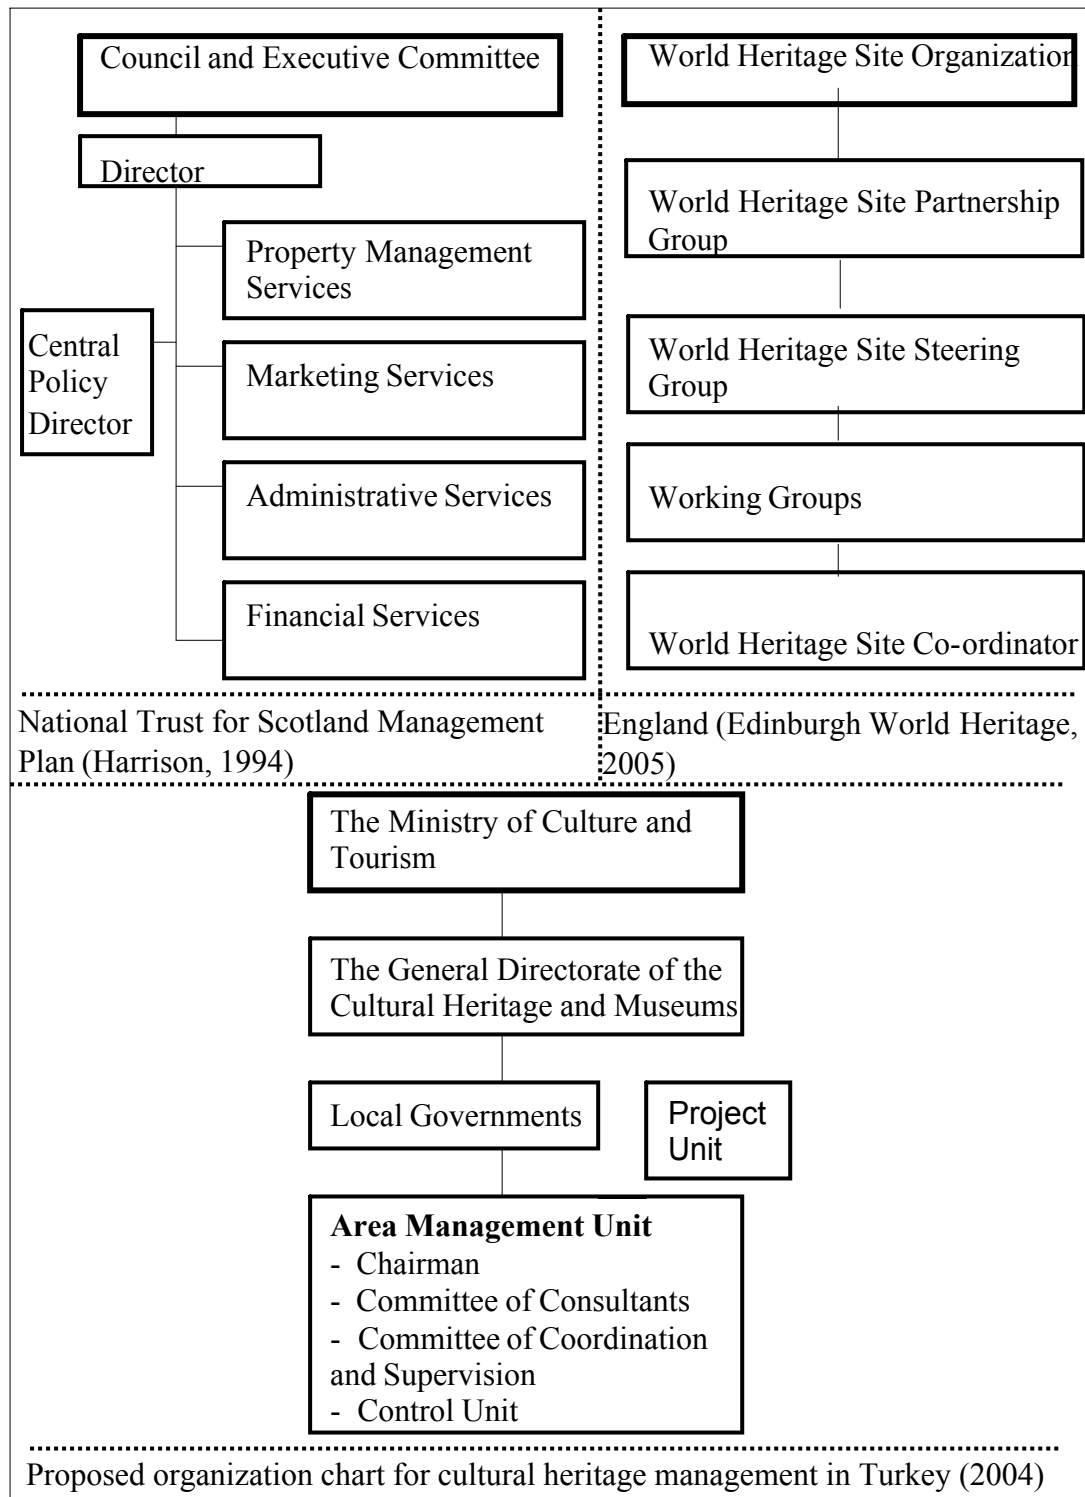 Council and Executive Committee
Director
Property Management
Services
Central
Policy
Director
Marketing Services
Administrative Services
Financial Services
National Trust for Scotland Management
Plan (Harrison, 1994)
World Heritage Site Organization
World Heritage Site Partnership
Group
World Heritage Site Steering
Group
Working Groups
World Heritage Site Co-ordinator
England (Edinburgh World Heritage,
2005)
The Ministry of Culture and
Tourism
The General Directorate of the
Cultural Heritage and Museums
Local Governments
Project
Unit
Area Management Unit
- Chairman
- Committee of Consultants
- Committee of Coordination
and Supervision
- Control Unit
Proposed organization chart for cultural heritage management in Turkey (2004)